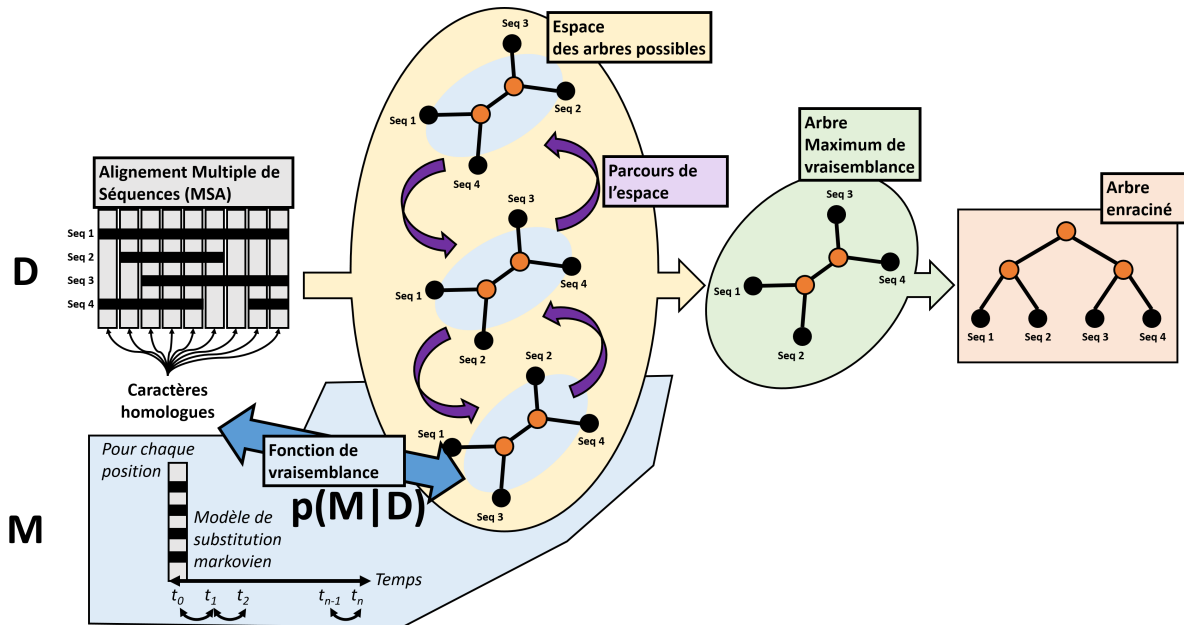 Seq 3
Espace
des arbres possibles
Seq 1
Seq 2
Seq 4
Alignement Multiple de
Séquences (MSA)
Seq 1
Seq 2
Seq 3
Seq 4
D
Caractères
homologues
Parcours de
l'espace
Seq 3
Seq 1
Seq 4
Seq 2
Seq 2
Seq 1
Seq 4
Seq 3
Arbre
Maximum de
vraisemblance
Seq 3
Seq 1
Seq 4
Seq 2
Arbre
enraciné
Seq 1
Seq 2
Seq 3
Seq 4
M
Pour chaque
position
Fonction de
vraisemblance
p(M|D)
Modèle de
substitution
markovien
Temps
t0
t1
t2
tn-1
tn